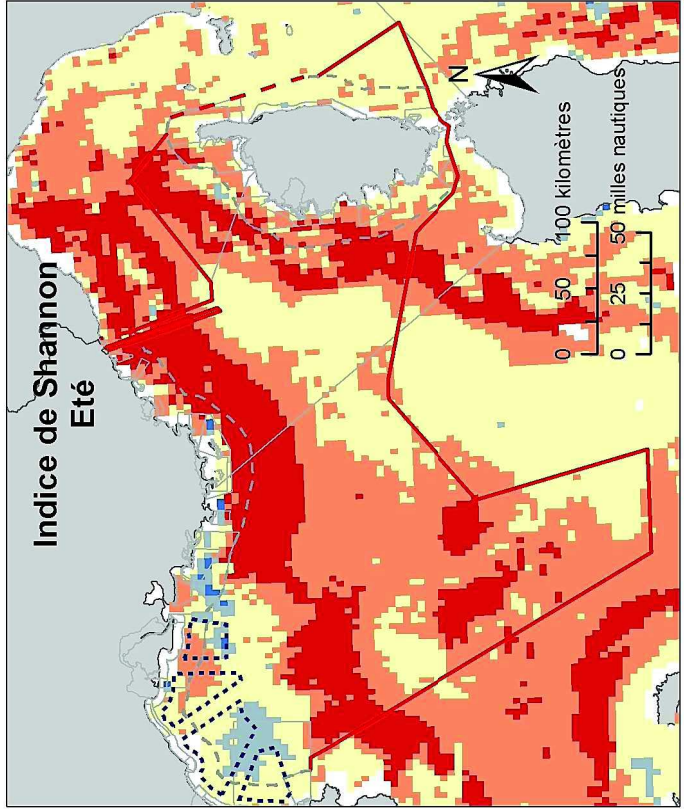 Indice de Shannon
Eté
N
0 50 100 kilomètres
0 25 50 milles nautiques